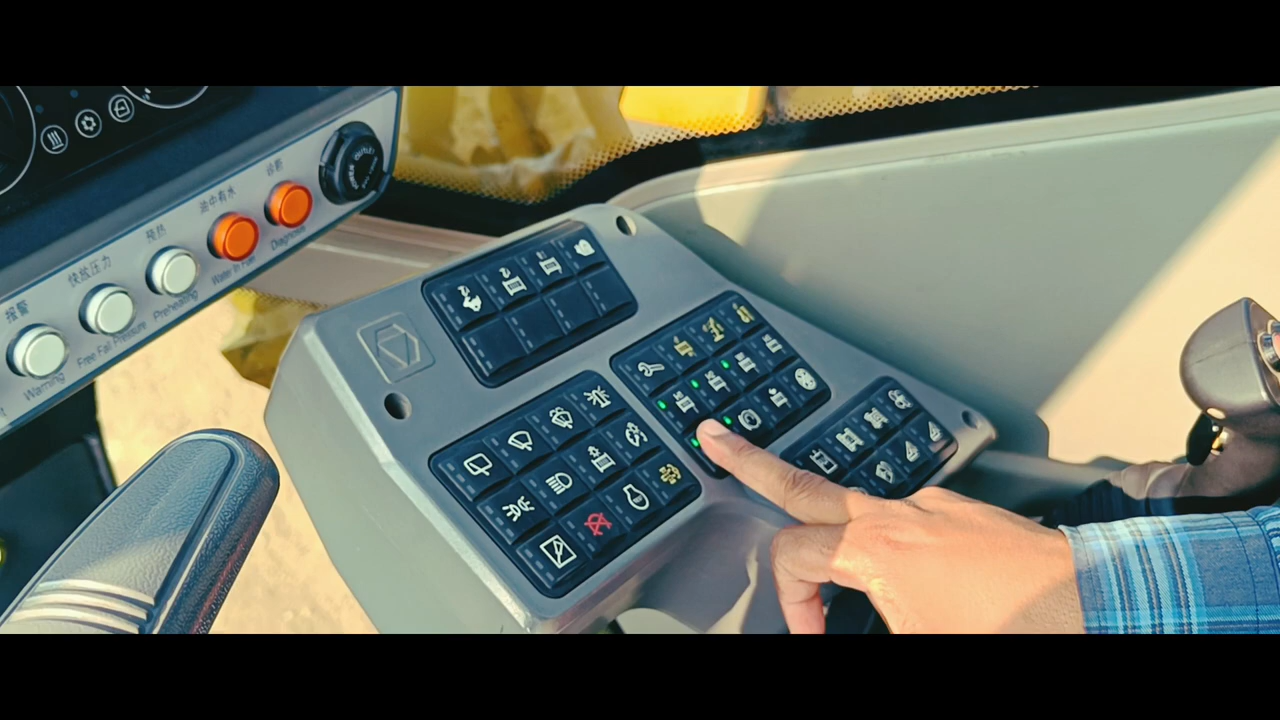 诊断
Diagnosis
油中有水
Water In Fuel
预热
Preheating
快放压力
Free Fall Pressure
报警
Warning